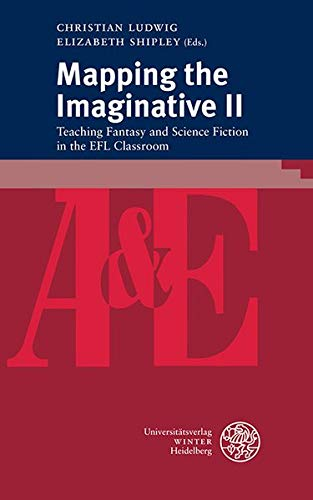 CHRISTIAN LUDWIG
ELIZABETH SHIPLEY (Eds.)
Mapping the
Imaginative II
Teaching Fantasy and Science Fiction
in the EFL Classroom
A&E
Universitätsverlag
WINTER
Heidelberg